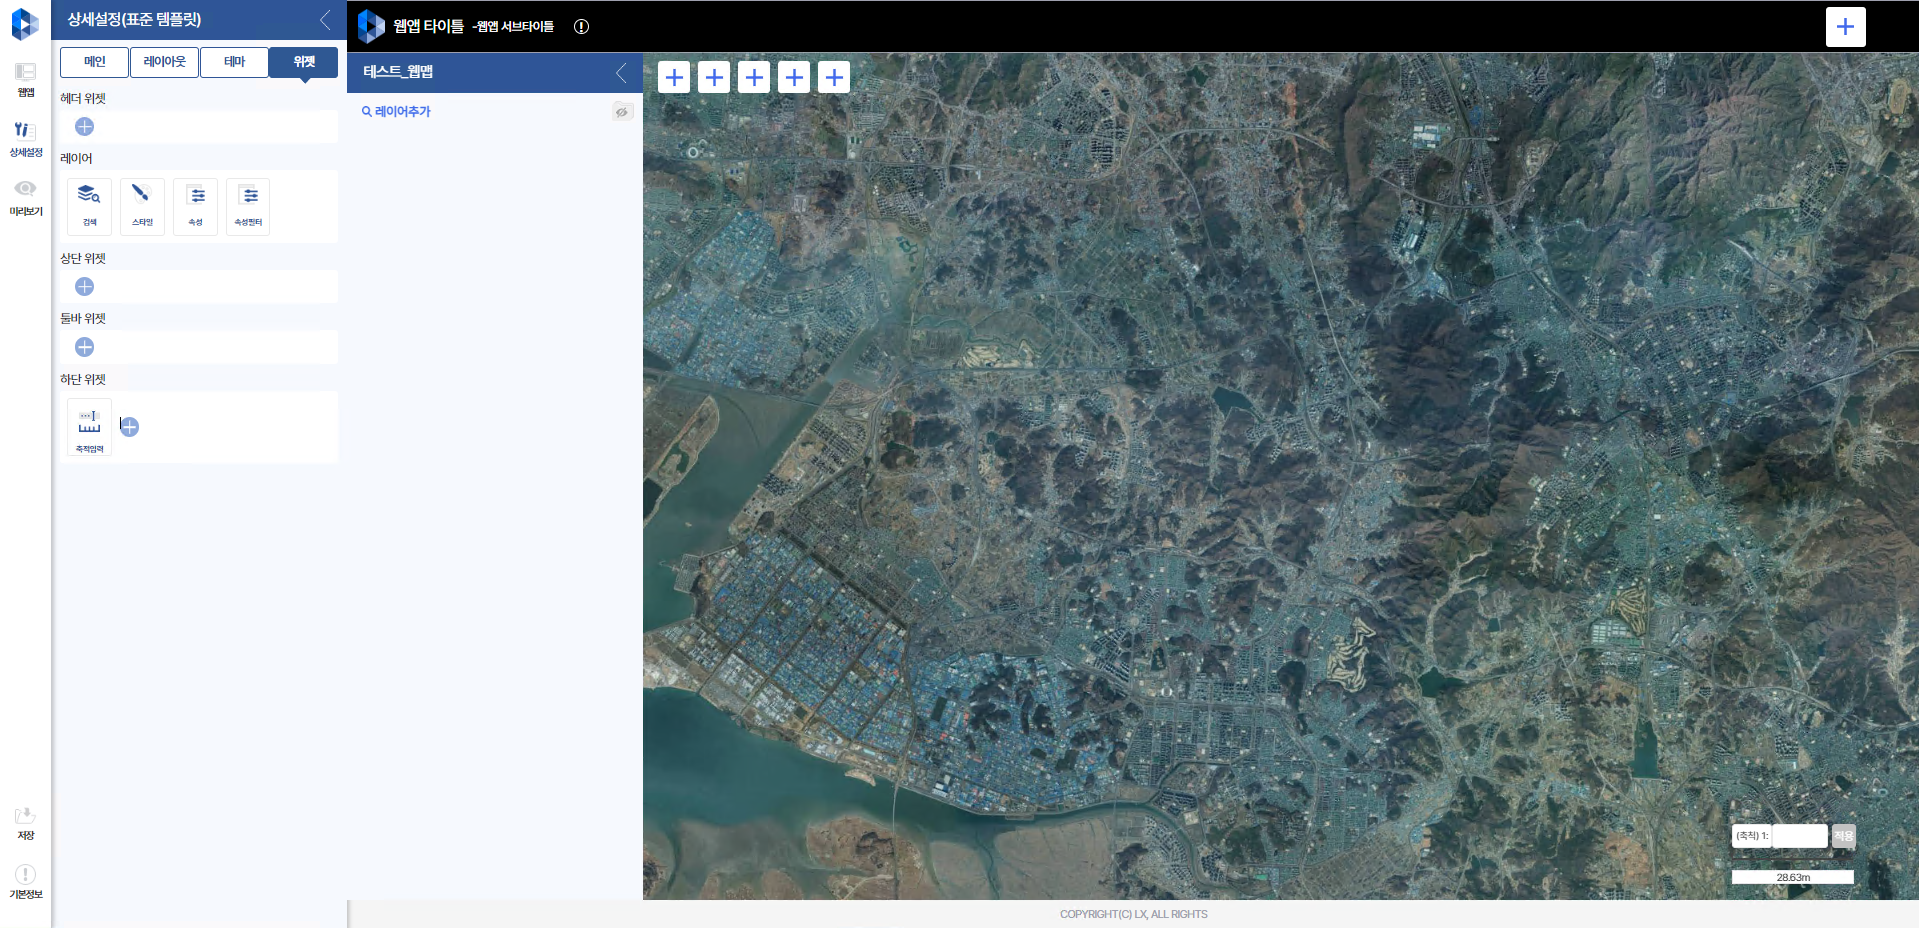 상세설정(표준 템플릿)
웹앱
상세설정
미리보기
저장
기본정보
메인
레이아웃
테마
위젯
헤더 위젯
레이어
검색
스타일
속성
속성필터
상단 위젯
툴바 위젯
하단 위젯
축척입력
웹앱 타이틀 -웹앱 서브타이틀
테스트_웹맵
레이어추가
(축척) 1:
적용
28.63m
COPYRIGHT(C) LX, ALL RIGHTS